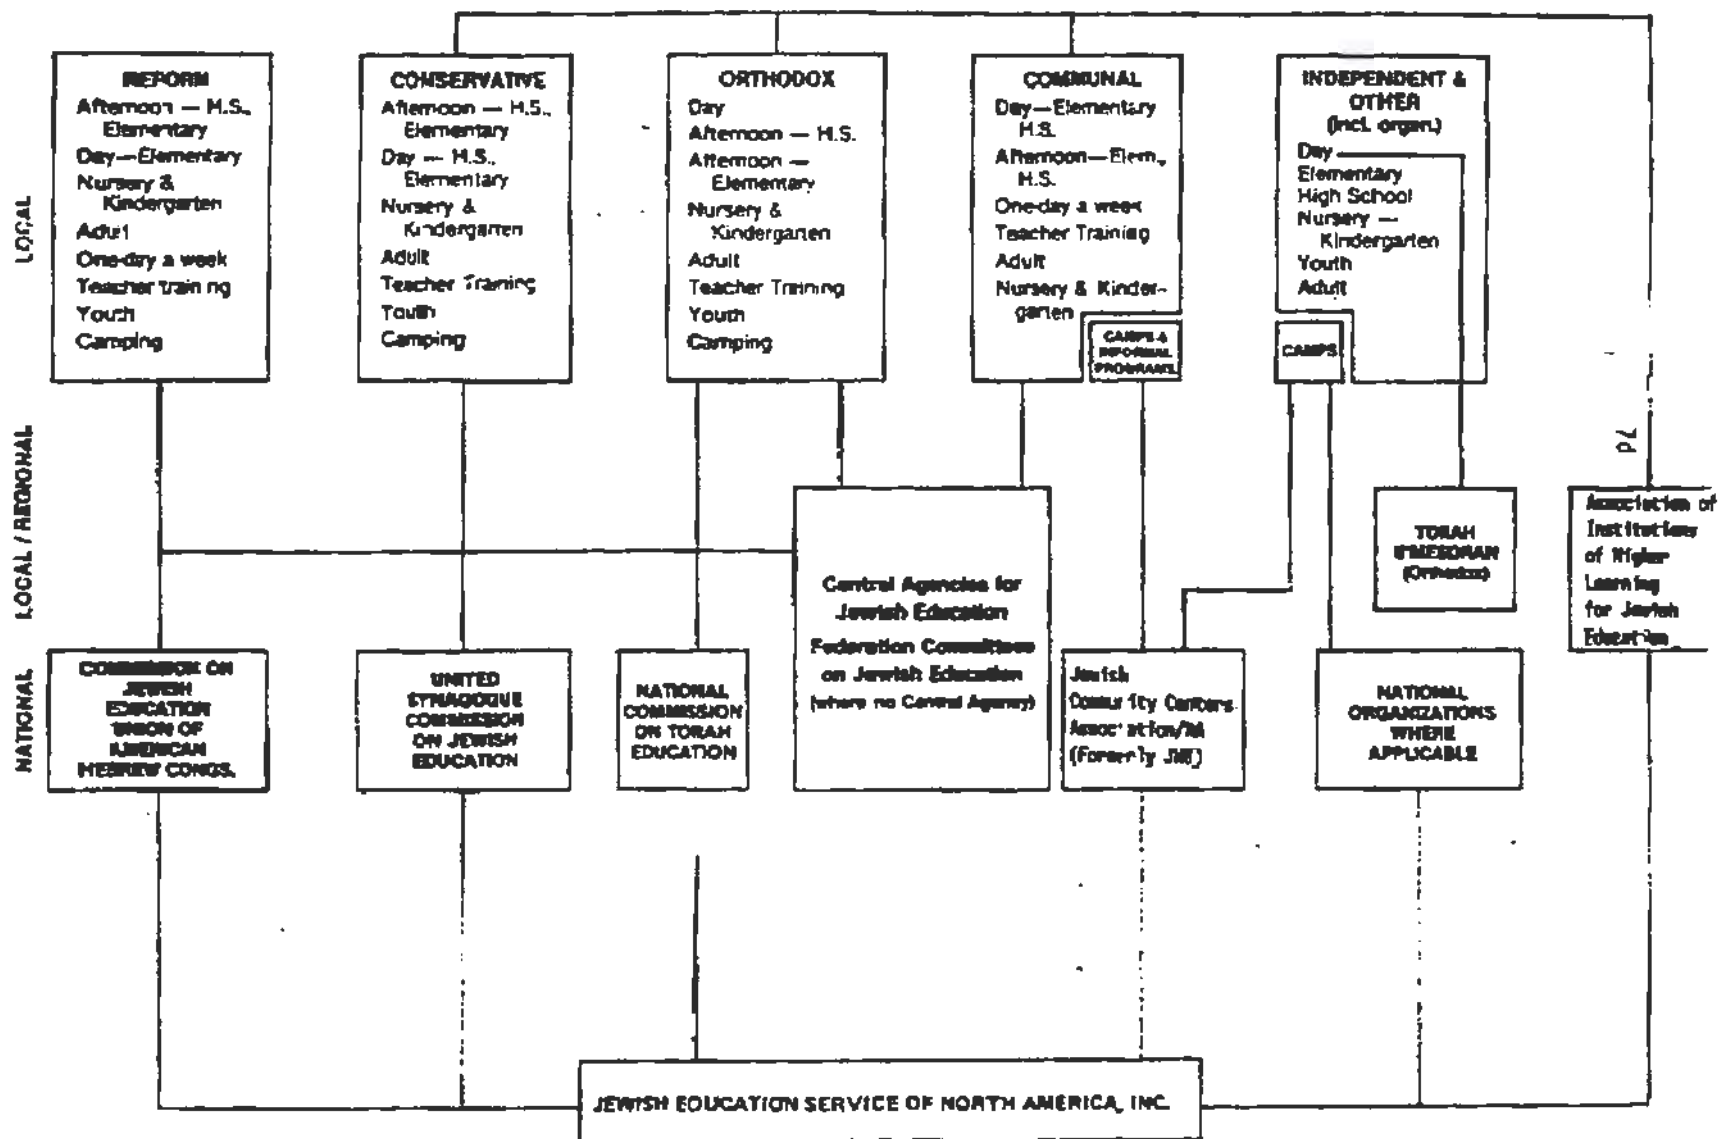 LOCAL
REFORM
Afternoon — H.S.,
Elementary
Day—Elementary
Nursery &
Kindergarten
Adult
One-day a week
Teacher training
Youth
Camping
CONSERVATIVE
Afternoon — H.S.,
Elementary
Day — H.S.,
Elementary
Nursery &
Kindergarten
Adult
Teacher Training
Youth
Camping
ORTHODOX
Day
Afternoon — H.S.
Afternoon —
Elementary
Nursery &
Kindergarten
Adult
Teacher Training
Youth
Camping
COMMUNAL
Day—Elementary
H.S.
Afternoon—Elem.,
H.S.
One-day a week
Teacher Training
Adult
Nursery & Kinder-
garten
CAMPS &
INFORMAL
PROGRAMS
INDEPENDENT &
OTHER
(incl. organ.)
Day
Elementary
High School
Nursery —
Kindergarten
Youth
Adult
CAMPS
LOCAL / REGIONAL
Central Agencies for
Jewish Education
Federation Committees
on Jewish Education
(where no Central Agency)
TORAH
U'MESORAH
(Orthodox)
Association of
Institutions
of Higher
Learning
for Jewish
Education
NATIONAL
COMMISSION ON
JEWISH
EDUCATION
UNION OF
AMERICAN
HEBREW CONGS.
UNITED
SYNAGOGUE
COMMISSION
ON JEWISH
EDUCATION
NATIONAL
COMMISSION
ON TORAH
EDUCATION
Jewish
Community Centers
Association/NA
(Formerly JWB)
NATIONAL
ORGANIZATIONS
WHERE
APPLICABLE
JEWISH EDUCATION SERVICE OF NORTH AMERICA, INC.